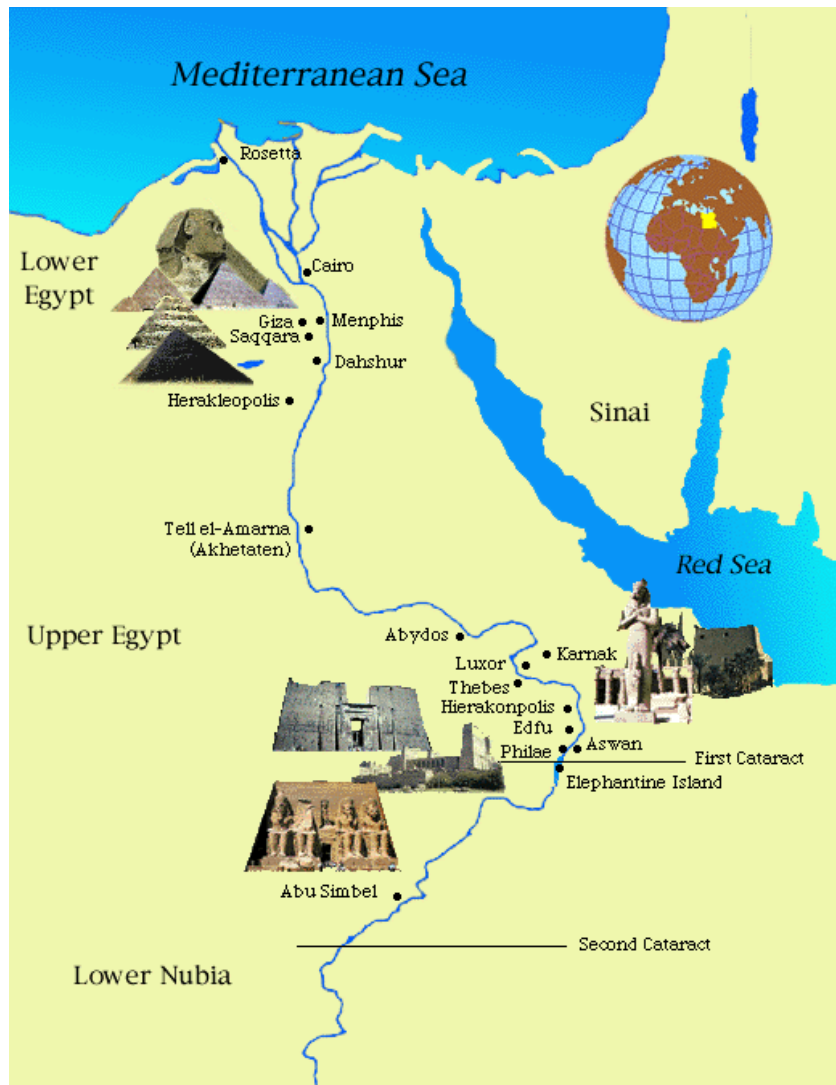 Mediterranean Sea
Rosetta
Lower
Egypt
Cairo
Giza
Menphis
Saqqara
Dahshur
Herakleopolis
Sinai
Tell el-Amarna
(Akhetaten)
Red Sea
Upper Egypt
Abydos
Karnak
Luxor
Thebes
Hierakonpolis
Edfu
Philae
Aswan
First Cataract
Elephantine Island
Abu Simbel
Second Cataract
Lower Nubia